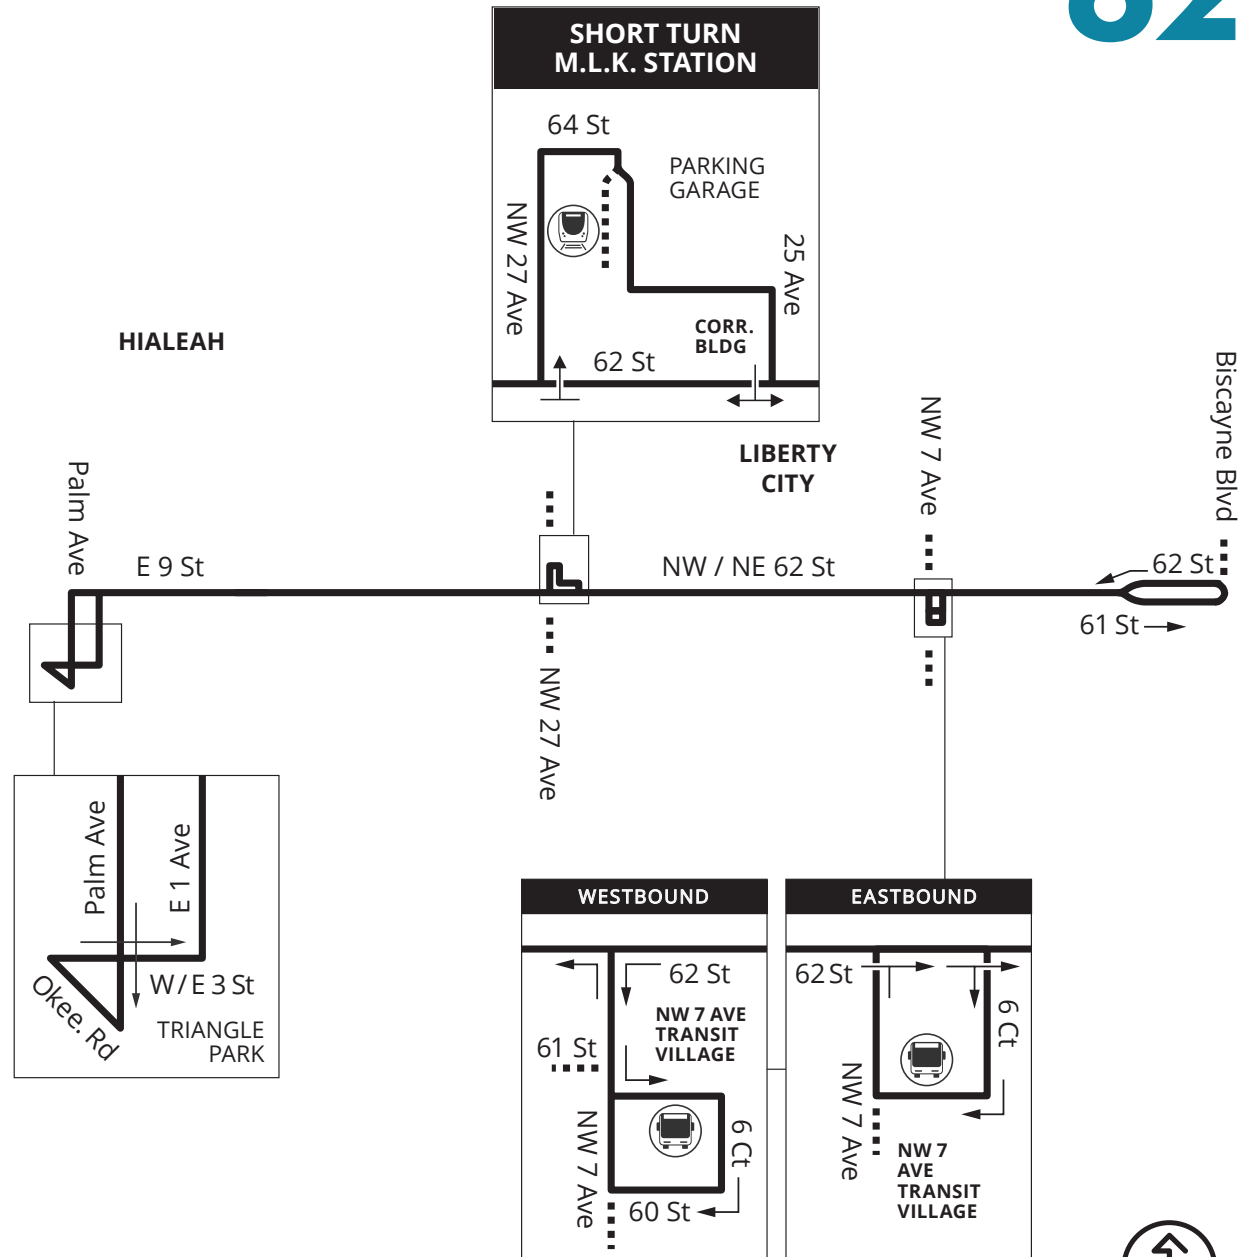 62
SHORT TURN
M.L.K. STATION
64 St
PARKING
GARAGE
NW 27 Ave
25 Ave
CORR.
BLDG
62 St
HIALEAH
LIBERTY
CITY
NW 7 Ave
Biscayne Blvd
Palm Ave
E 9 St
NW / NE 62 St
62 St
61 St
NW 27 Ave
Palm Ave
E 1 Ave
W/E 3 St
Okee. Rd
TRIANGLE
PARK
WESTBOUND
62 St
NW 7 AVE
TRANSIT
VILLAGE
61 St
NW 7 Ave
6 Ct
60 St
EASTBOUND
62 St
6 Ct
NW 7 Ave
NW 7
AVE
TRANSIT
VILLAGE